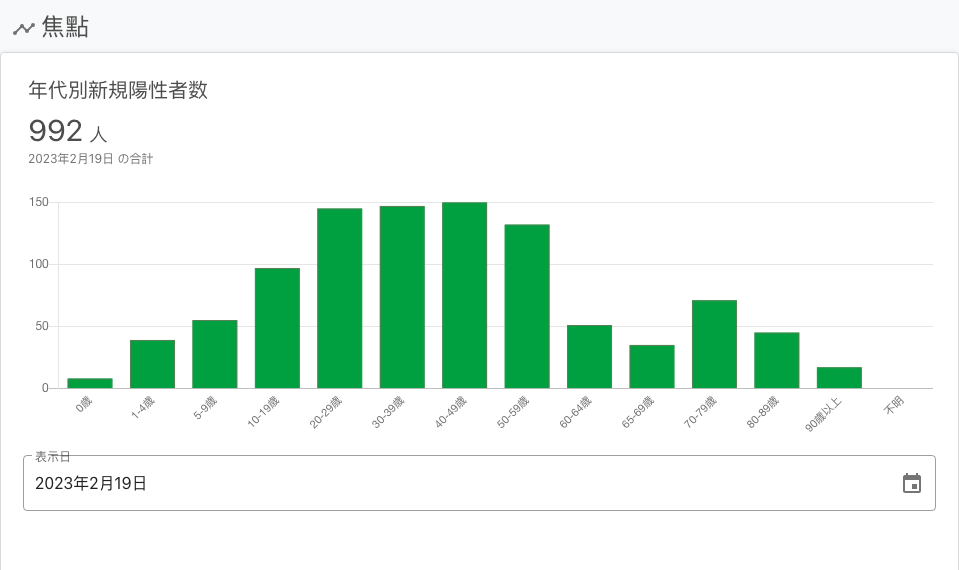 焦點
年代別新規陽性者数
992 人
2023年2月19日 の合計
150
100
50
0
0歳
1-4歳
5-9歳
10-19歳
20-29歳
30-39歳
40-49歳
50-59歳
60-64歳
65-69歳
70-79歳
80-89歳
90歳以上
不明
表示日
2023年2月19日